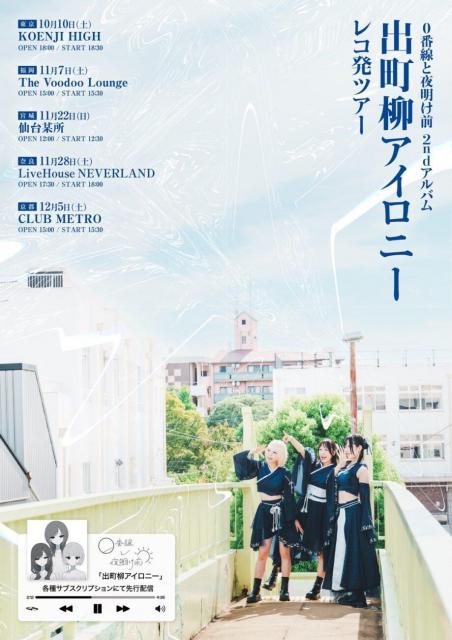 東京 10月10日(土)
KOENJI HIGH
OPEN 18:00 / START 18:30
福岡 11月7日(土)
The Voodoo Lounge
OPEN 15:00 / START 15:30
宮城 11月22日(日)
仙台某所
OPEN 12:00 / START 12:30
奈良 11月28日(土)
LiveHouse NEVERLAND
OPEN 17:30 / START 18:00
京都 12月5日(土)
CLUB METRO
OPEN 15:00 / START 15:30
0番線と夜明け前 2ndアルバム
出町柳アイロニー
レコ発ツアー
0番線
と
夜明け前
「出町柳アイロニー」
各種サブスクリプションにて先行配信